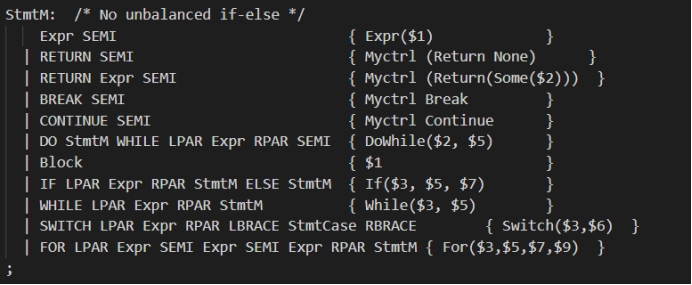 StmtM:  /* No unbalanced if-else */
    Expr SEMI                         { Expr($1)            }
  | RETURN SEMI                       { Myctrl (Return None)      }
  | RETURN Expr SEMI                  { Myctrl (Return(Some($2)))  }
  | BREAK SEMI                        { Myctrl Break        }
  | CONTINUE SEMI                     { Myctrl Continue     }
  | DO StmtM WHILE LPAR Expr RPAR SEMI  { DoWhile($2, $5)     }
  | Block                             { $1                  }
  | IF LPAR Expr RPAR StmtM ELSE StmtM  { If($3, $5, $7)      }
  | WHILE LPAR Expr RPAR StmtM        { While($3, $5)       }
  | SWITCH LPAR Expr RPAR LBRACE StmtCase RBRACE       { Switch($3,$6)  }
  | FOR LPAR Expr SEMI Expr SEMI Expr RPAR StmtM { For($3,$5,$7,$9)  }
;